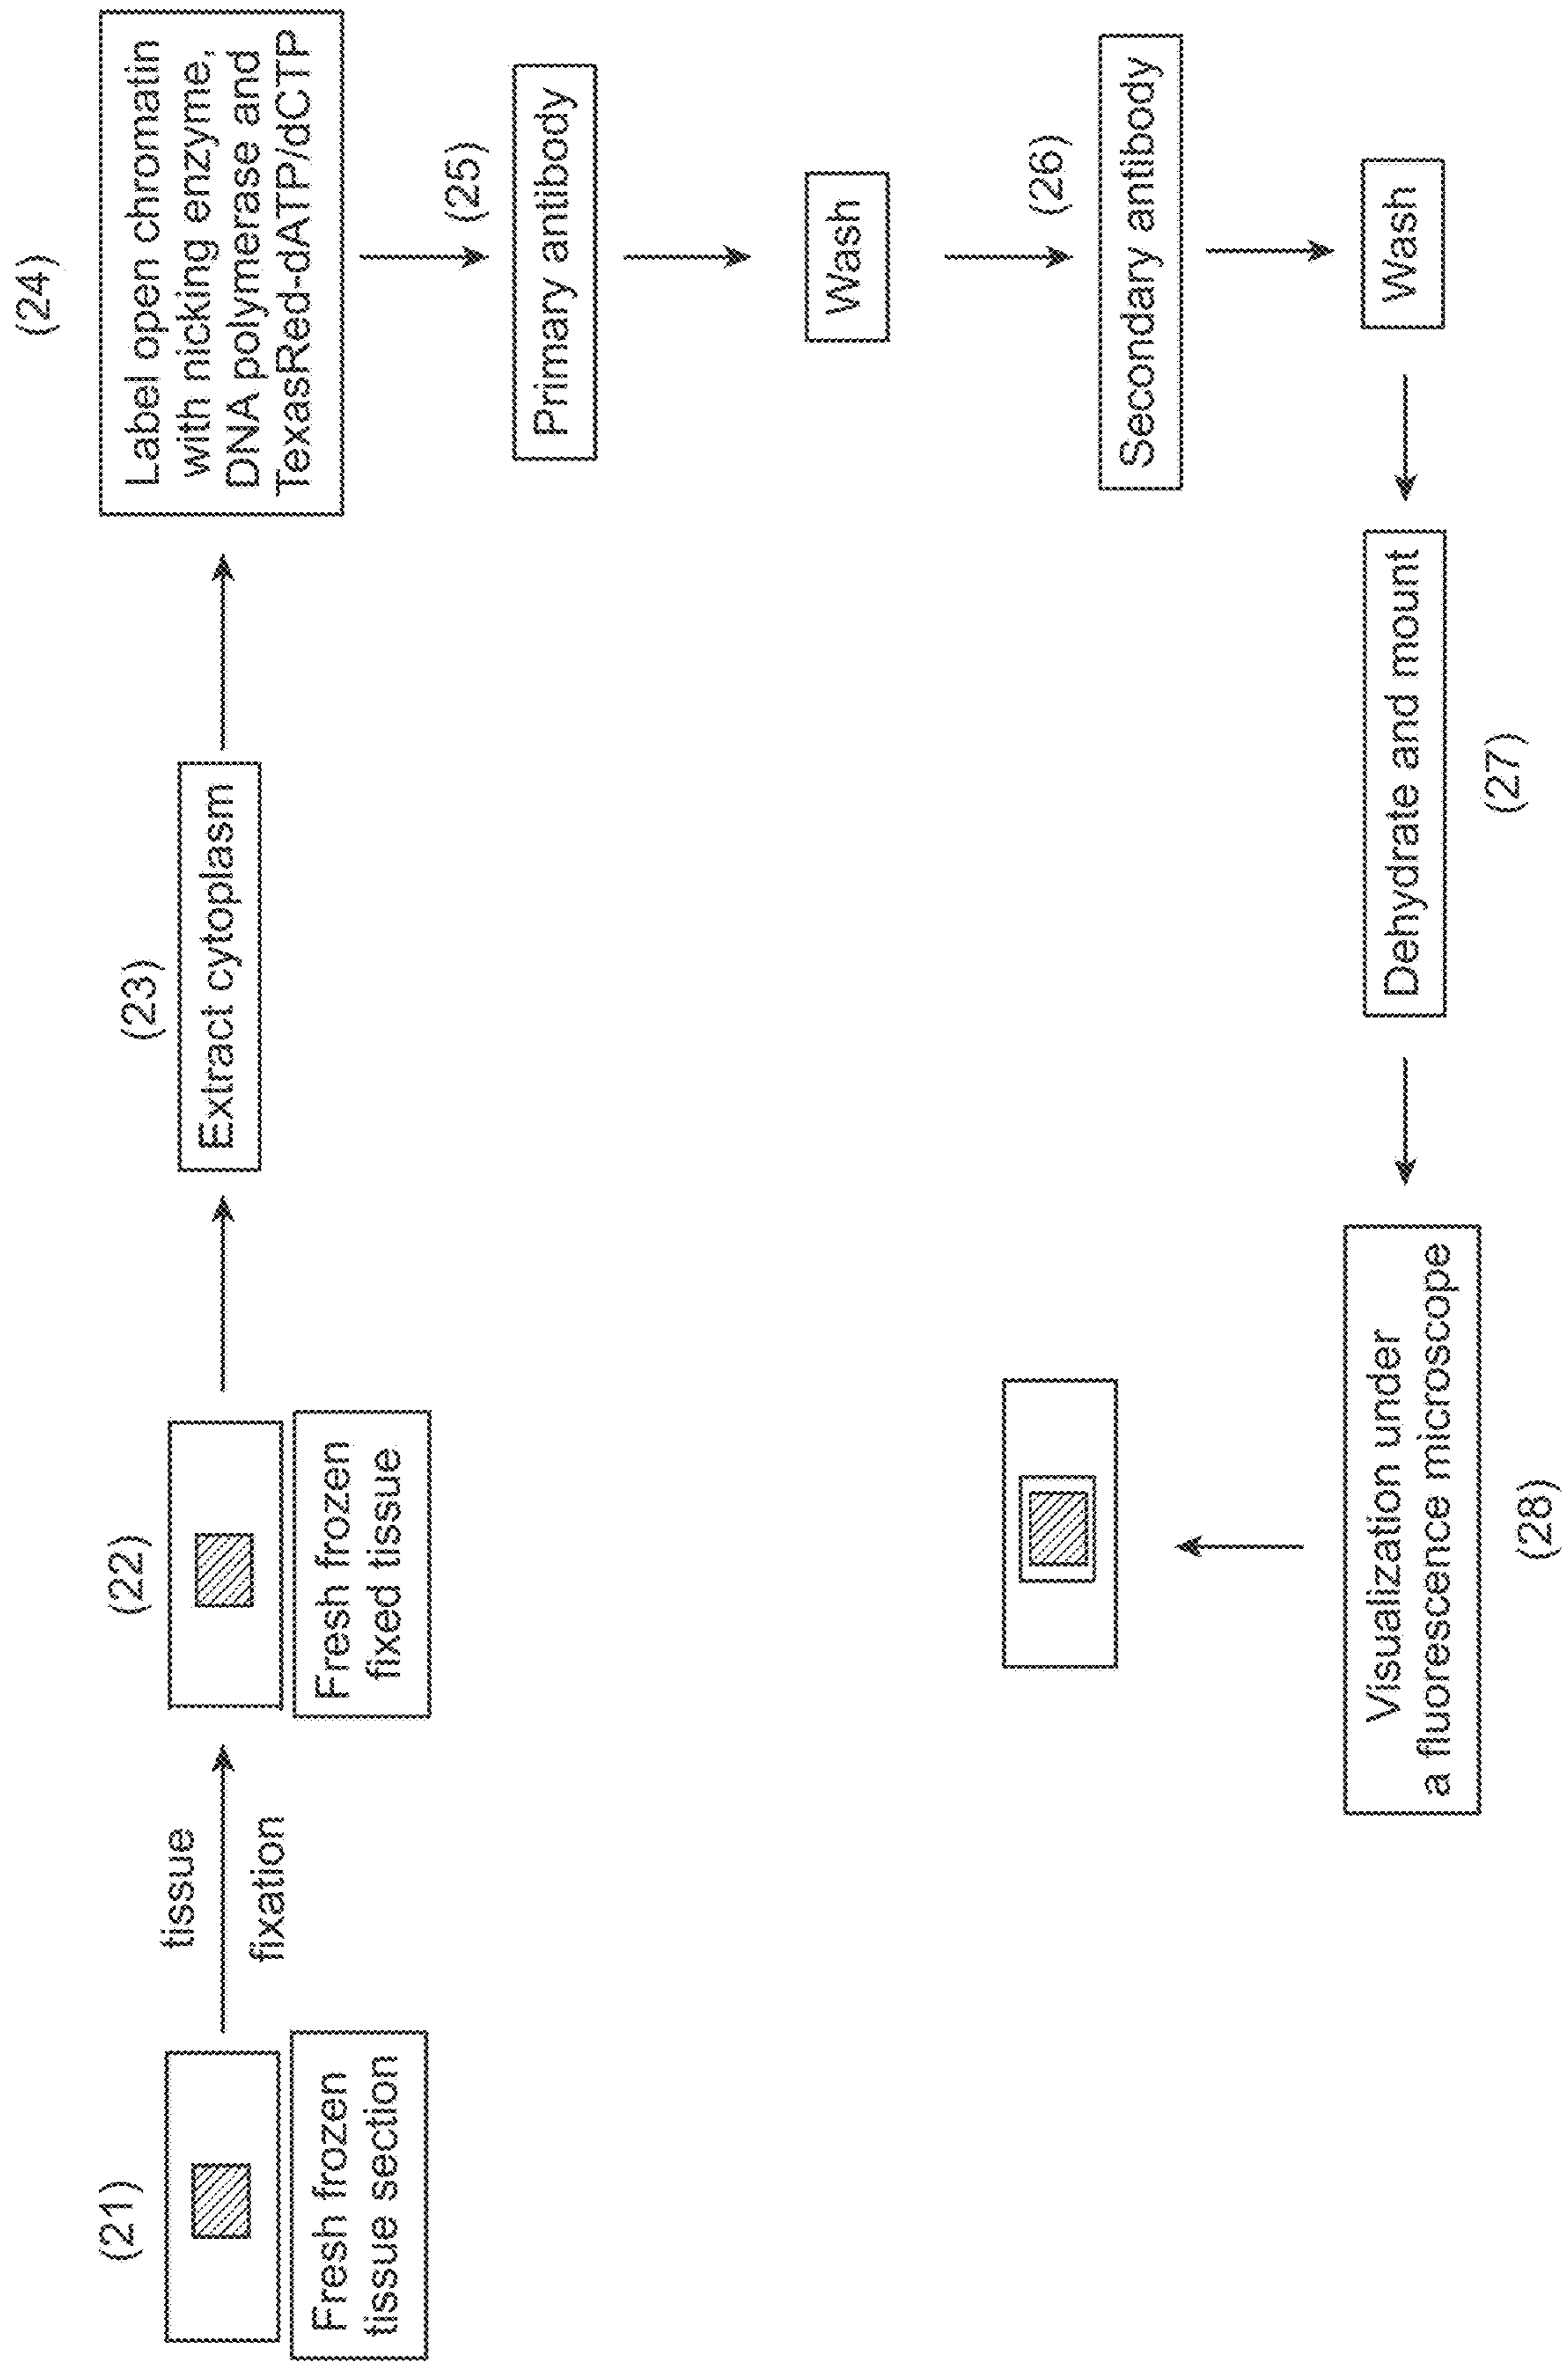 (21)
Fresh frozen
tissue section
tissue
fixation
(22)
Fresh frozen
fixed tissue
(23)
Extract cytoplasm
(24)
Label open chromatin
with nicking enzyme,
DNA polymerase and
TexasRed-dATP/dCTP
(25)
Primary antibody
Wash
(26)
Secondary antibody
Wash
Dehydrate and mount
(27)
Visualization under
a fluorescence microscope
(28)